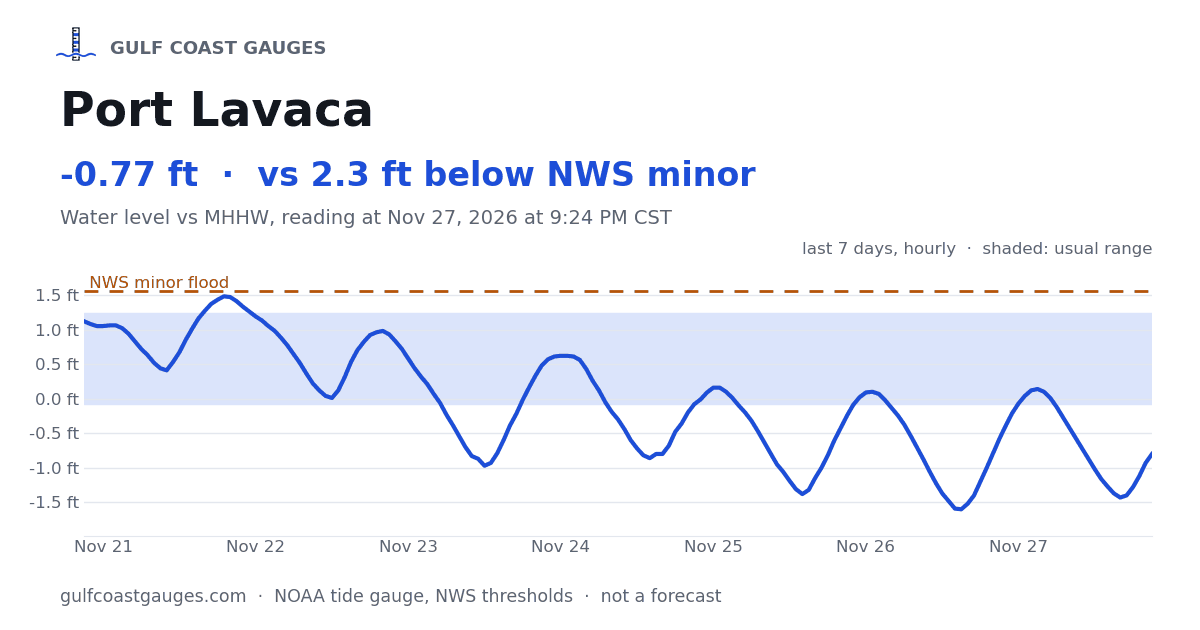 GULF COAST GAUGES
Port Lavaca
-0.77 ft · vs 2.3 ft below NWS minor
Water level vs MHHW, reading at Nov 27, 2026 at 9:24 PM CST
last 7 days, hourly · shaded: usual range
NWS minor flood
1.5 ft
1.0 ft
0.5 ft
0.0 ft
-0.5 ft
-1.0 ft
-1.5 ft
Nov 21 Nov 22 Nov 23 Nov 24 Nov 25 Nov 26 Nov 27
gulfcoastgauges.com · NOAA tide gauge, NWS thresholds · not a forecast